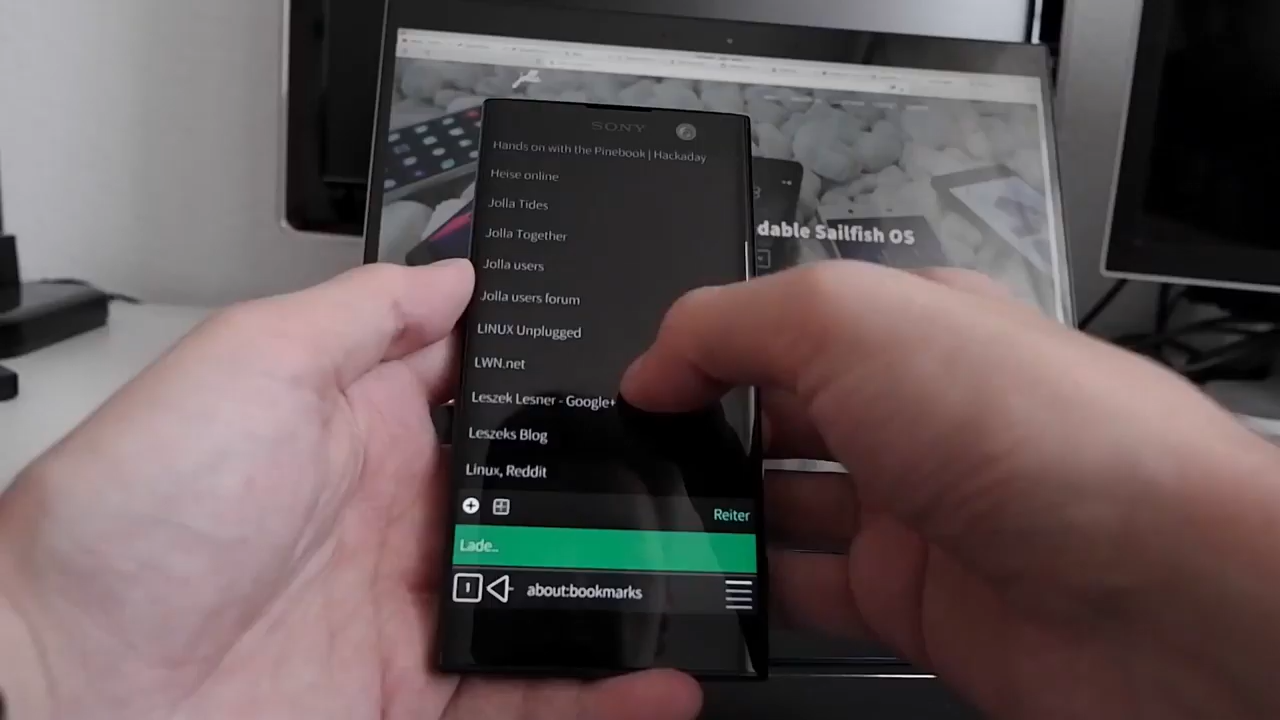 SONY
Hands on with the Pinebook | Hackaday
Heise online
Jolla Tides
Jolla Together
Jolla users
Jolla users forum
LINUX Unplugged
LWN.net
Leszek Lesner - Google+
Leszeks Blog
Linux, Reddit
Reiter
Lade..
1
about:bookmarks
dable Sailfish OS